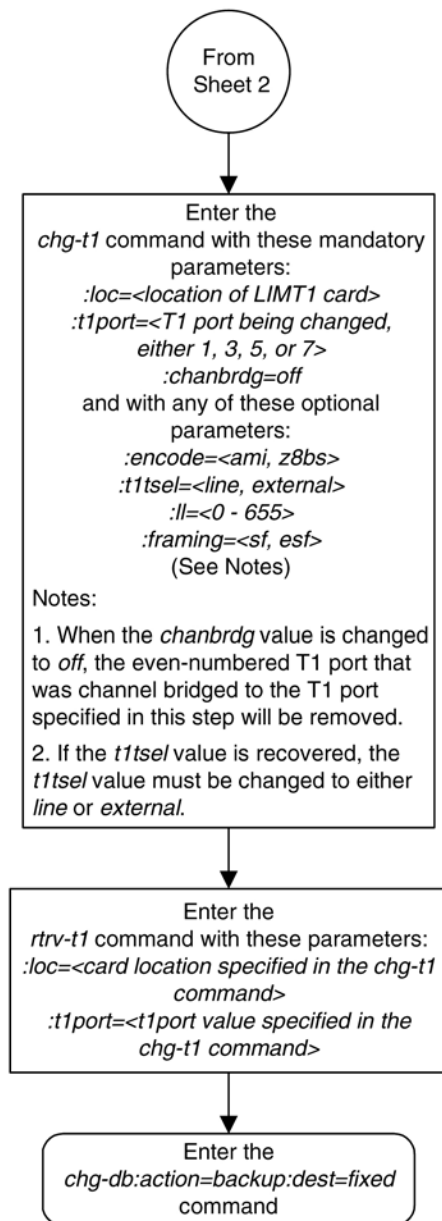 From
Sheet 2
Enter the
chg-t1 command with these mandatory
parameters:
:loc=<location of LIMT1 card>
:t1port=<T1 port being changed,
either 1, 3, 5, or 7>
:chanbrdg=off
and with any of these optional
parameters:
:encode=<ami, z8bs>
:t1tsel=<line, external>
:ll=<0 - 655>
:framing=<sf, esf>
(See Notes)
Notes:
1. When the chanbrdg value is changed
to off, the even-numbered T1 port that
was channel bridged to the T1 port
specified in this step will be removed.
2. If the t1tsel value is recovered, the
t1tsel value must be changed to either
line or external.
Enter the
rtrv-t1 command with these parameters:
:loc=<card location specified in the chg-t1
command>
:t1port=<t1port value specified in the
chg-t1 command>
Enter the
chg-db:action=backup:dest=fixed
command